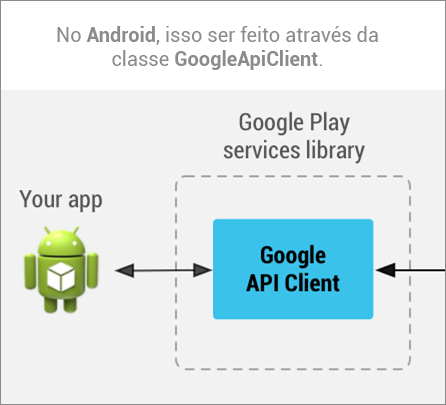 No Android, isso ser feito através da
classe GoogleApiClient.
Google Play
services library
Your app
Google
API Client